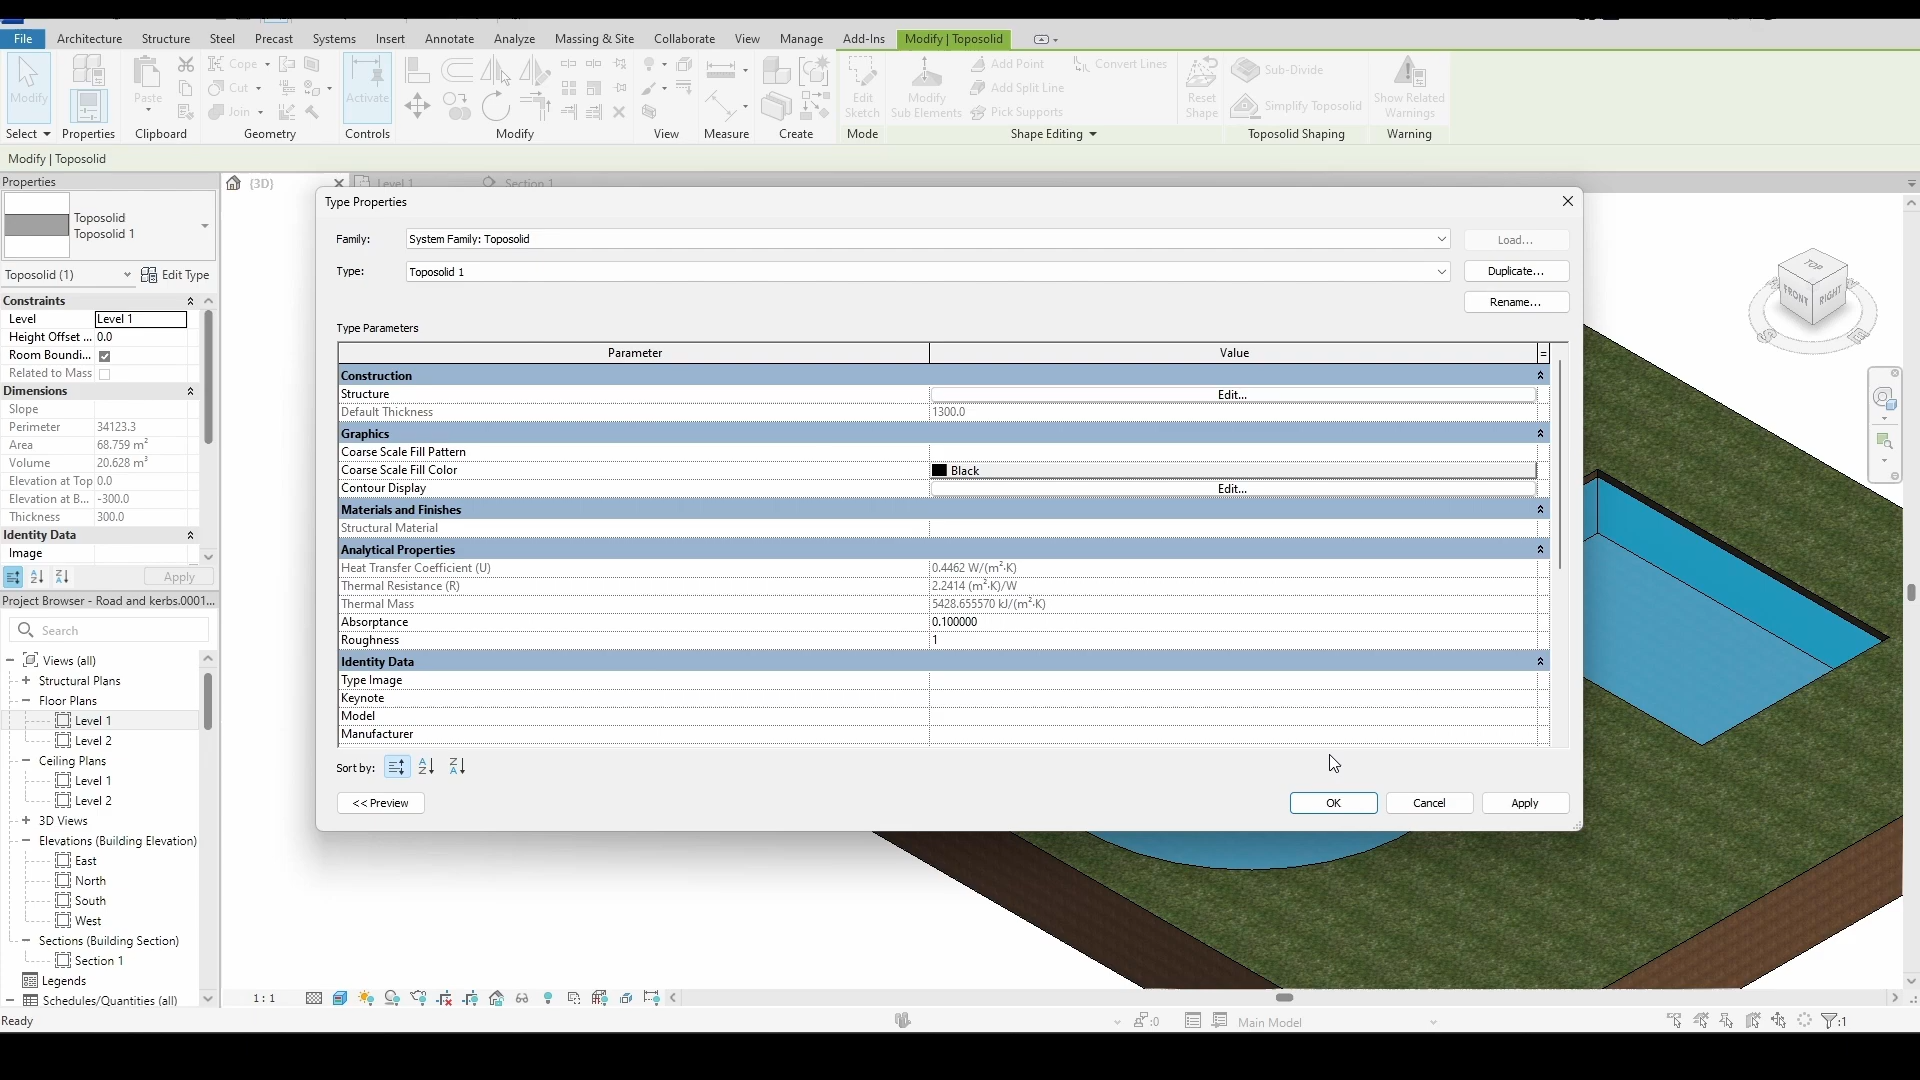 File Architecture Structure Steel Precast Systems Insert Annotate Analyze Massing & Site Collaborate View Manage Add-Ins Modify | Toposolid
Modify
Paste
Cope
Cut
Join
Activate
Edit
Sketch
Modify
Sub Elements
Add Point
Add Split Line
Pick Supports
Convert Lines
Reset
Shape
Sub-Divide
Simplify Toposolid
Show Related
Warnings
Select Properties Clipboard Geometry Controls Modify View Measure Create Mode Shape Editing Toposolid Shaping Warning
Modify | Toposolid
Properties
Toposolid
Toposolid 1
Toposolid (1) Edit Type
Constraints
Level Level 1
Height Offset ... 0.0
Room Boundi...
Related to Mass
Dimensions
Slope
Perimeter 34123.3
Area 68.759 m²
Volume 20.628 m³
Elevation at Top 0.0
Elevation at B... -300.0
Thickness 300.0
Identity Data
Image
Apply
Project Browser - Road and kerbs.0001...
Search
Views (all)
Structural Plans
Floor Plans
Level 1
Level 2
Ceiling Plans
Level 1
Level 2
3D Views
Elevations (Building Elevation)
East
North
South
West
Sections (Building Section)
Section 1
Legends
Schedules/Quantities (all)
{3D} Level 1 Section 1
Type Properties
Family: System Family: Toposolid Load...
Type: Toposolid 1 Duplicate...
Rename...
Type Parameters
Parameter Value =
Construction
Structure Edit...
Default Thickness 1300.0
Graphics
Coarse Scale Fill Pattern
Coarse Scale Fill Color Black
Contour Display Edit...
Materials and Finishes
Structural Material
Analytical Properties
Heat Transfer Coefficient (U) 0.4462 W/(m²·K)
Thermal Resistance (R) 2.2414 (m²·K)/W
Thermal Mass 5428.655570 kJ/(m²·K)
Absorptance 0.100000
Roughness 1
Identity Data
Type Image
Keynote
Model
Manufacturer
Sort by:
<< Preview OK Cancel Apply
TOP
FRONT RIGHT
S E
1 : 1
Ready :0 Main Model :1